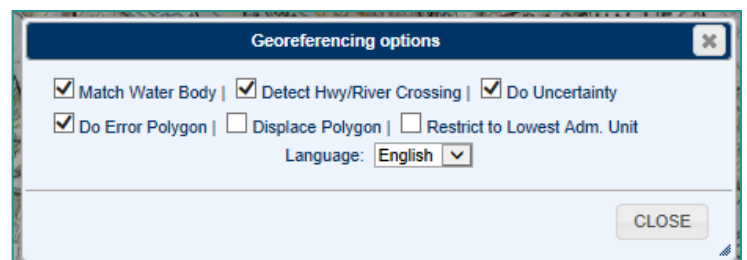 Georeferencing options
Match Water Body | Detect Hwy/River Crossing | Do Uncertainty
Do Error Polygon | Displace Polygon | Restrict to Lowest Adm. Unit
Language: English
CLOSE